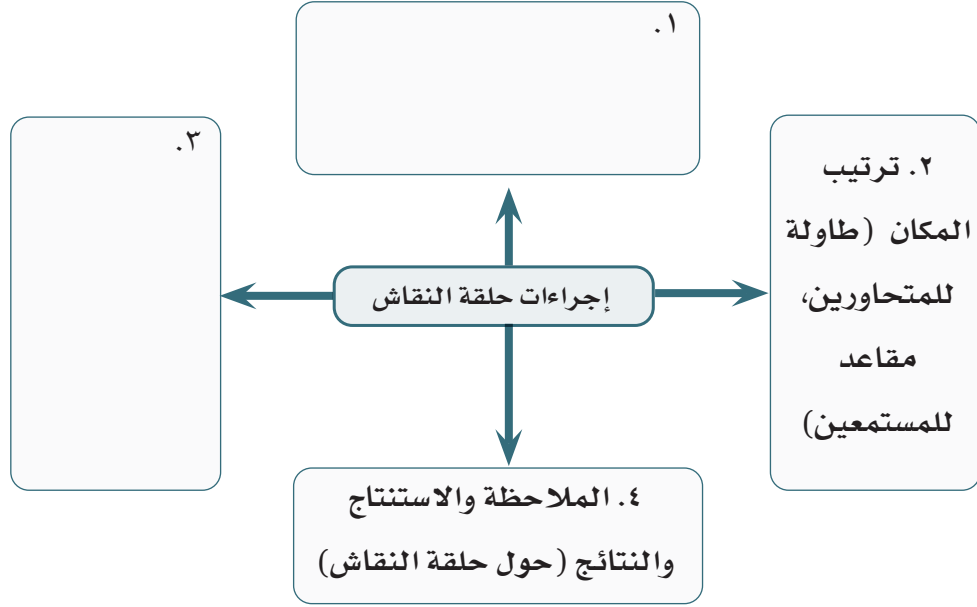 ١.
٢. ترتيب
المكان (طاولة
للمتحاورين،
مقاعد
للمستمعين)
٣.
إجراءات حلقة النقاش
٤. الملاحظة والاستنتاج
والنتائج (حول حلقة النقاش)